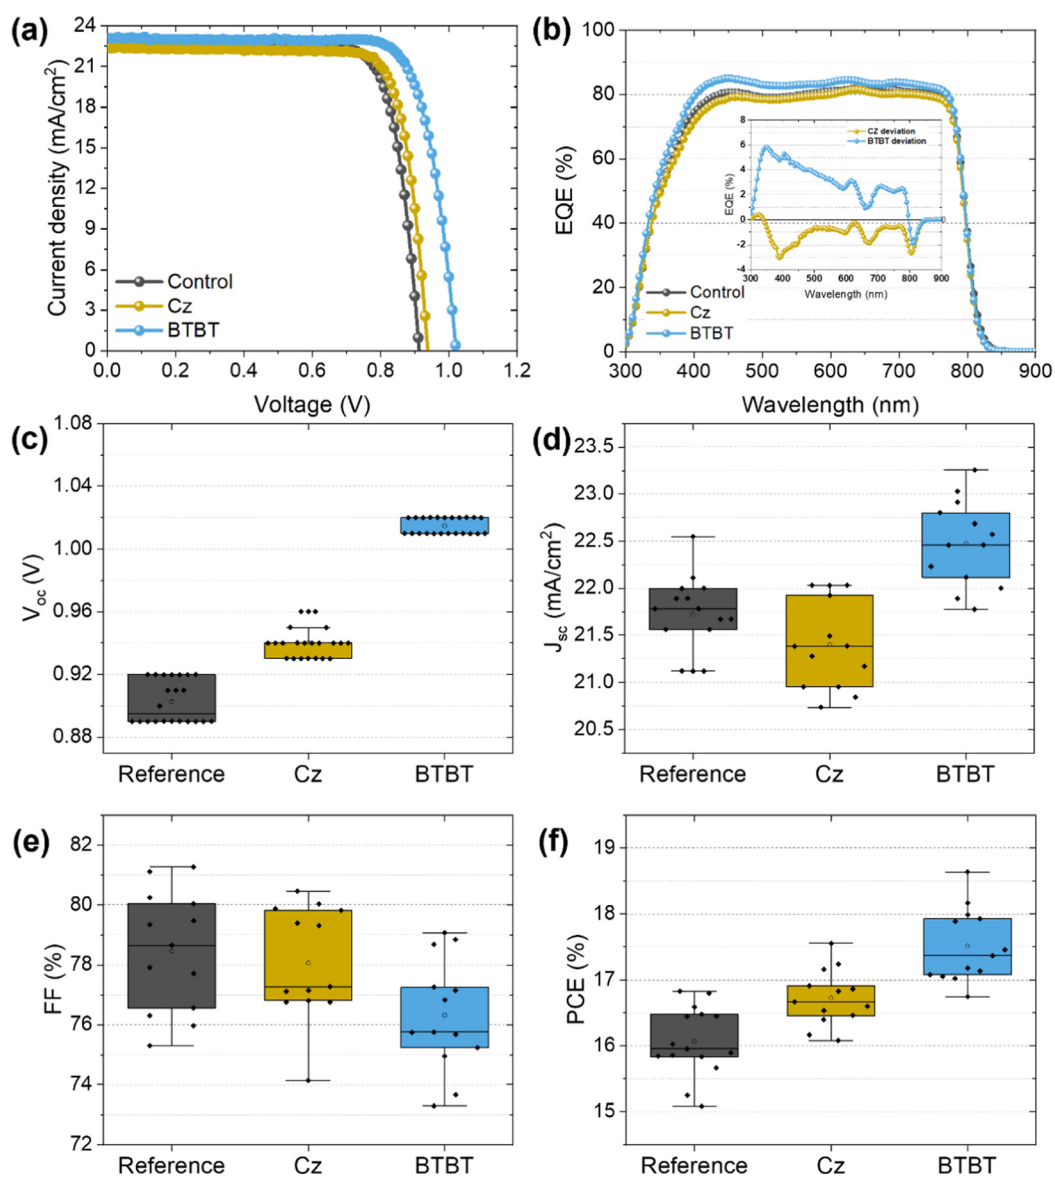 (a)
Current density (mA/cm²)
24
21
18
15
12
9
6
3
0
Control
Cz
BTBT
0.0 0.2 0.4 0.6 0.8 1.0 1.2
Voltage (V)
(b)
EQE (%)
100
80
60
40
20
0
EQE (%)
8
6
4
2
0
-2
-4
CZ deviation
BTBT deviation
300 400 500 600 700 800 900
Wavelength (nm)
Control
Cz
BTBT
300 400 500 600 700 800 900
Wavelength (nm)
(c)
Voc (V)
1.08
1.04
1.00
0.96
0.92
0.88
Reference Cz BTBT
(d)
Jsc (mA/cm²)
23.5
23.0
22.5
22.0
21.5
21.0
20.5
Reference Cz BTBT
(e)
FF (%)
82
80
78
76
74
72
Reference Cz BTBT
(f)
PCE (%)
19
18
17
16
15
Reference Cz BTBT